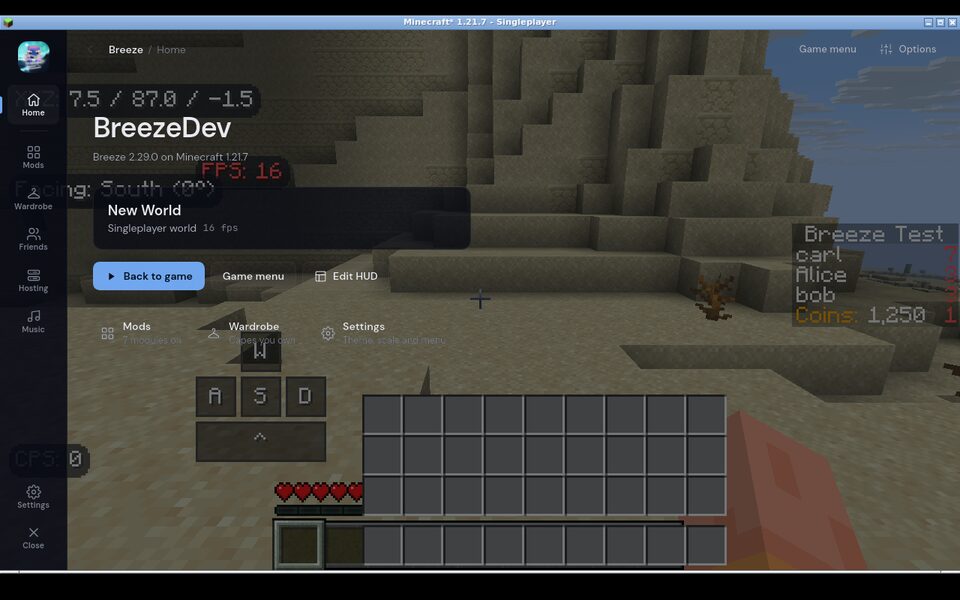 Minecraft* 1.21.7 - Singleplayer
Breeze / Home
Game menu
Options
7.5 / 87.0 / -1.5
Home
BreezeDev
Breeze 2.29.0 on Minecraft 1.21.7
FPS: 16
Mods
Facing: South (0°)
Wardrobe
New World
Singleplayer world 16 fps
Friends
Breeze Test
carl
Alice
bob
Coins: 1,250 1
Back to game
Game menu
Edit HUD
Hosting
Music
Mods
7 modules on
Wardrobe
Capes you own
Settings
Theme, scale and menu
W
A S D
^
CPS: 0
Settings
Close